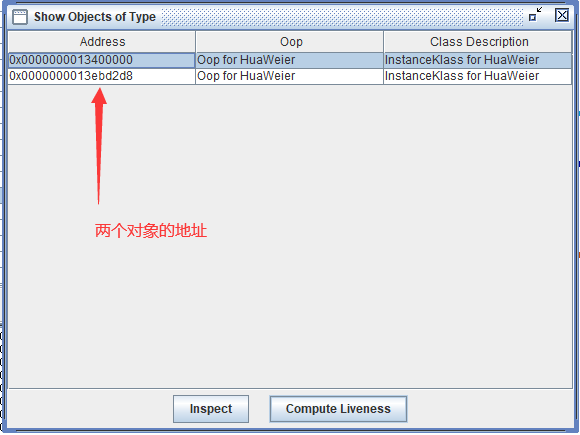 Show Objects of Type
Address Oop Class Description
0x0000000013400000 Oop for HuaWeier InstanceKlass for HuaWeier
0x0000000013ebd2d8 Oop for HuaWeier InstanceKlass for HuaWeier
两个对象的地址
Inspect Compute Liveness